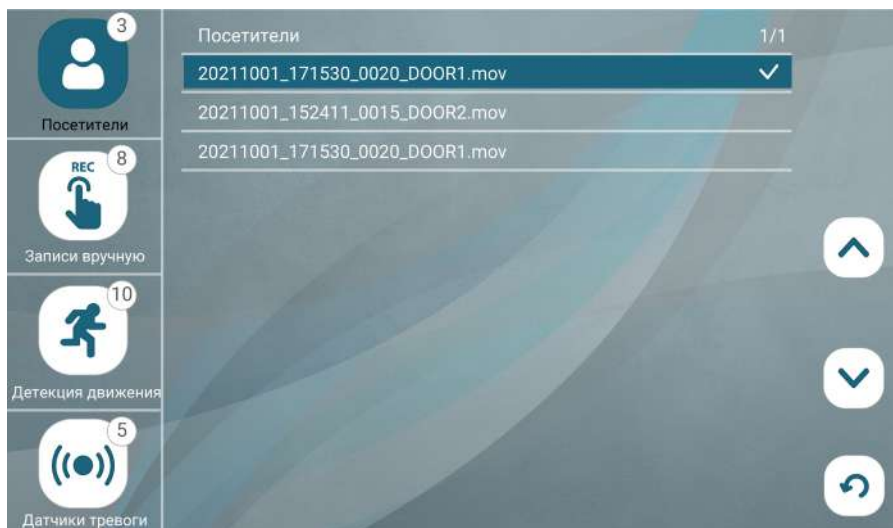 3
Посетители
REC
8
Записи вручную
10
Детекция движения
5
Датчики тревоги
Посетители 1/1
20211001_171530_0020_DOOR1.mov
20211001_152411_0015_DOOR2.mov
20211001_171530_0020_DOOR1.mov